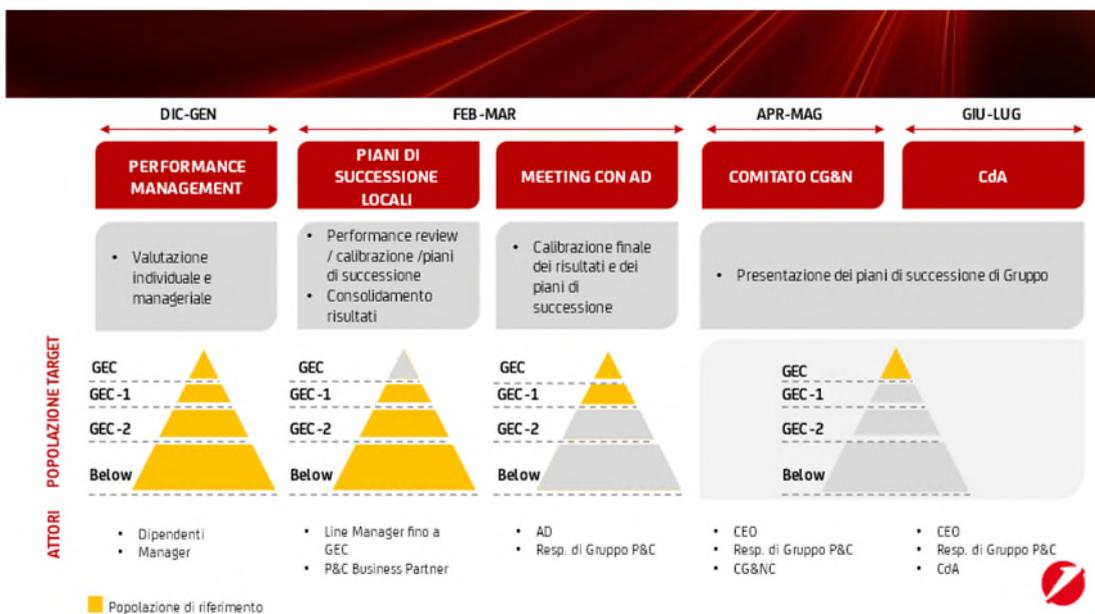 DIC-GEN
FEB-MAR
APR-MAG
GIU-LUG
PERFORMANCE
MANAGEMENT
PIANI DI
SUCCESSIONE
LOCALI
MEETING CON AD
COMITATO CG&N
CdA
• Valutazione
individuale e
manageriale
• Performance review
/ calibrazione /piani
di successione
• Consolidamento
risultati
• Calibrazione finale
dei risultati e dei
piani di
successione
• Presentazione dei piani di successione di Gruppo
POPOLAZIONE TARGET
GEC
GEC-1
GEC-2
Below
GEC
GEC-1
GEC-2
Below
GEC
GEC-1
GEC-2
Below
GEC
GEC-1
GEC-2
Below
ATTORI
• Dipendenti
• Manager
• Line Manager fino a
GEC
• P&C Business Partner
• AD
• Resp. di Gruppo P&C
• CEO
• Resp. di Gruppo P&C
• CG&NC
• CEO
• Resp. di Gruppo P&C
• CdA
Popolazione di riferimento